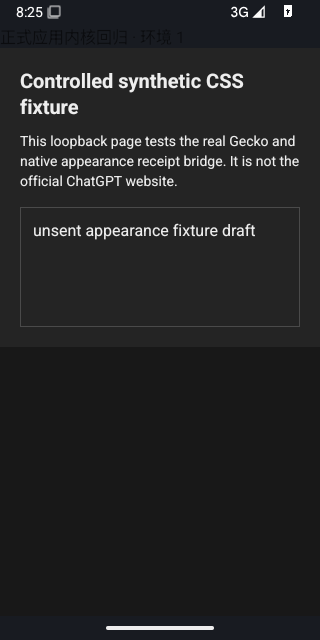 8:25
3G
正式应用内核回归 · 环境 1
Controlled synthetic CSS
fixture
This loopback page tests the real Gecko and
native appearance receipt bridge. It is not the
official ChatGPT website.
unsent appearance fixture draft